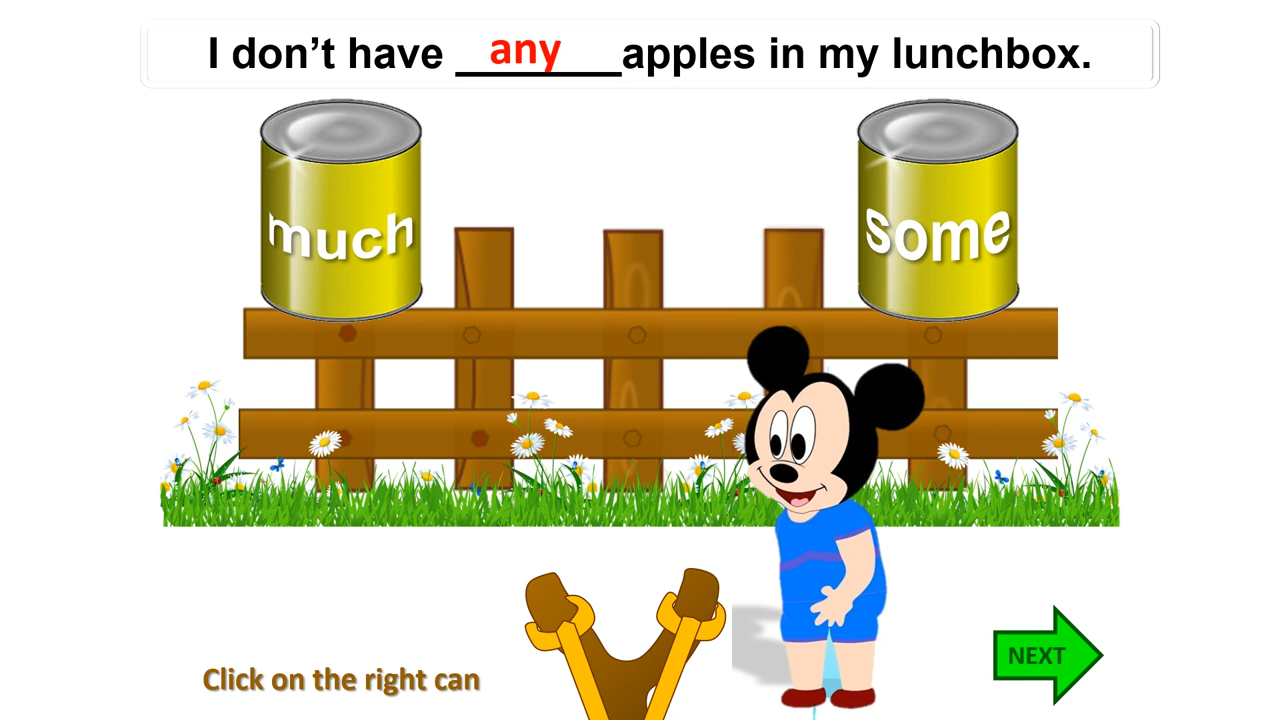 I don’t have any apples in my lunchbox.
much
some
Click on the right can
NEXT